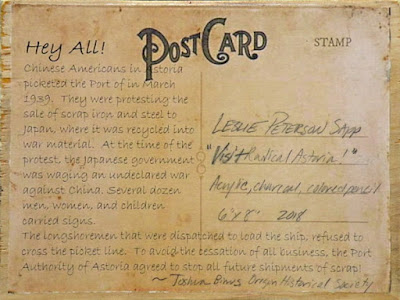 Hey All!
POSTCARD
STAMP
Chinese Americans in Astoria
picketed the Port of in March
1939. They were protesting the
sale of scrap iron and steel to
Japan, where it was recycled into
war material. At the time of the
protest, the Japanese government
was waging an undeclared war
against China. Several dozen
men, women, and children
carried signs.
The longshoremen that were dispatched to load the ship, refused to
cross the picket line. To avoid the cessation of all business, the Port
Authority of Astoria agreed to stop all future shipments of scrap!
~ Joshua Binus Oregon Historical Society
LESLIE PETERSON SAPP
"Visit Radical Astoria!"
Acrylic, charcoal, colored pencil
6"x 8" 2018